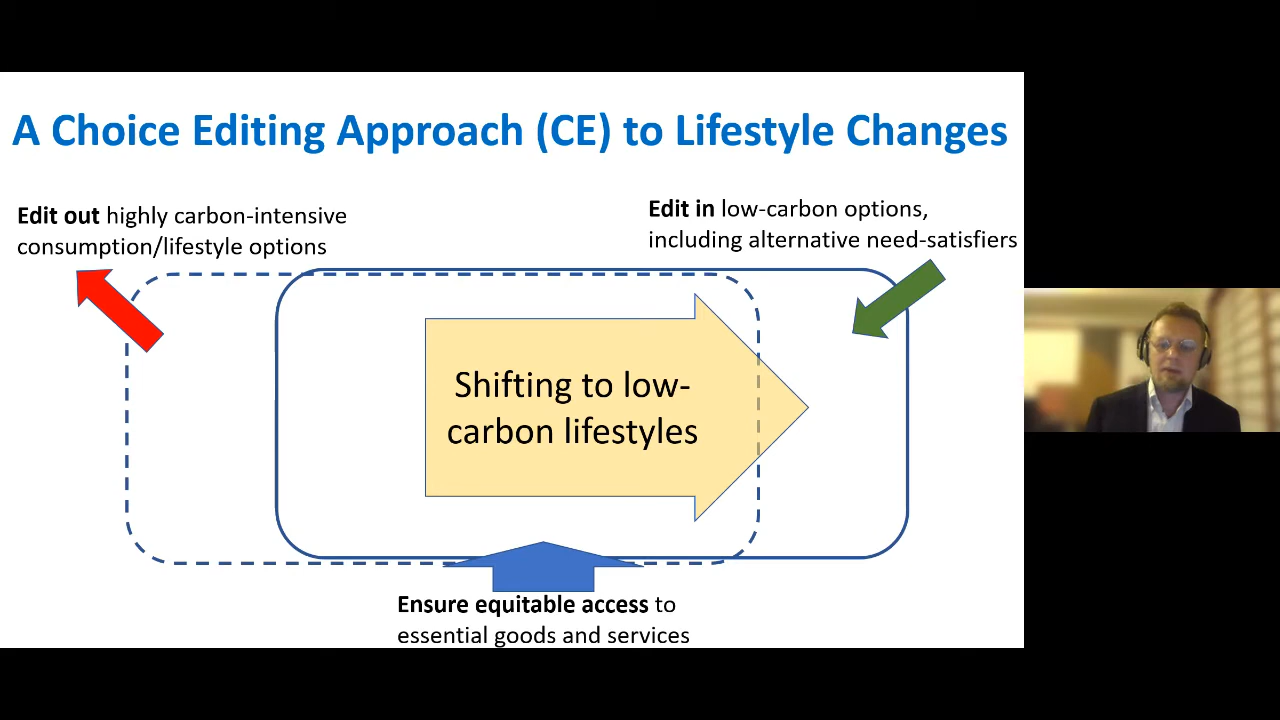 A Choice Editing Approach (CE) to Lifestyle Changes
Edit out highly carbon-intensive
consumption/lifestyle options
Edit in low-carbon options,
including alternative need-satisfiers
Shifting to low-
carbon lifestyles
Ensure equitable access to
essential goods and services